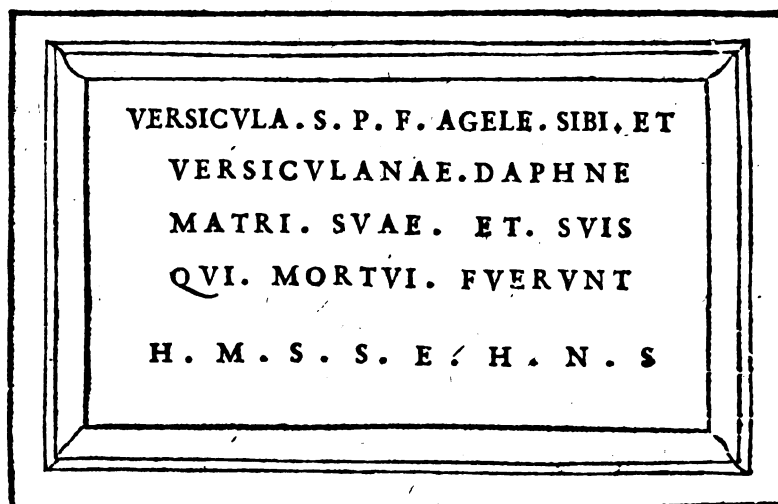 VERSICVLA. S. P. F. AGELE. SIBI. ET
VERSICVLANAE. DAPHNE
MATRI. SVAE. ET. SVIS
QVI. MORTVI. FVERVNT
H. M. S. S. E. H. N. S